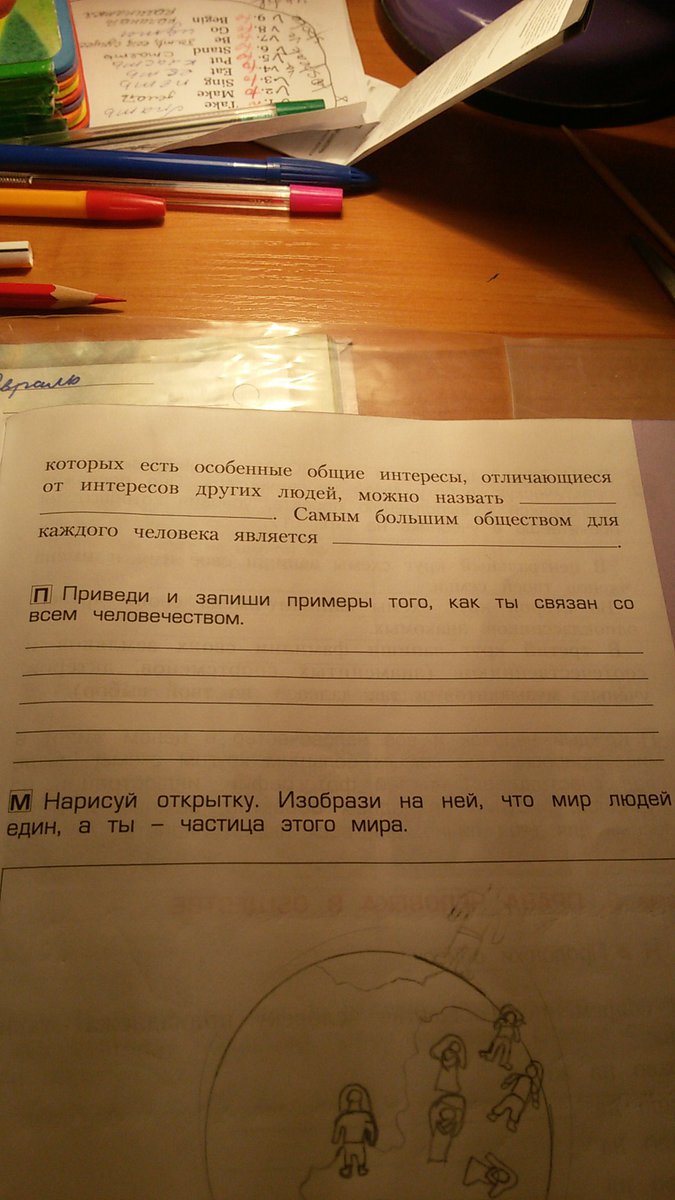 Take
Make
Sing
Eat
Put
Stand
Be
Go
Begin
которых есть особенные общие интересы, отличающиеся
от интересов других людей, можно назвать
. Самым большим обществом для
каждого человека является .
П Приведи и запиши примеры того, как ты связан со
всем человечеством.
М Нарисуй открытку. Изобрази на ней, что мир людей
един, а ты – частица этого мира.